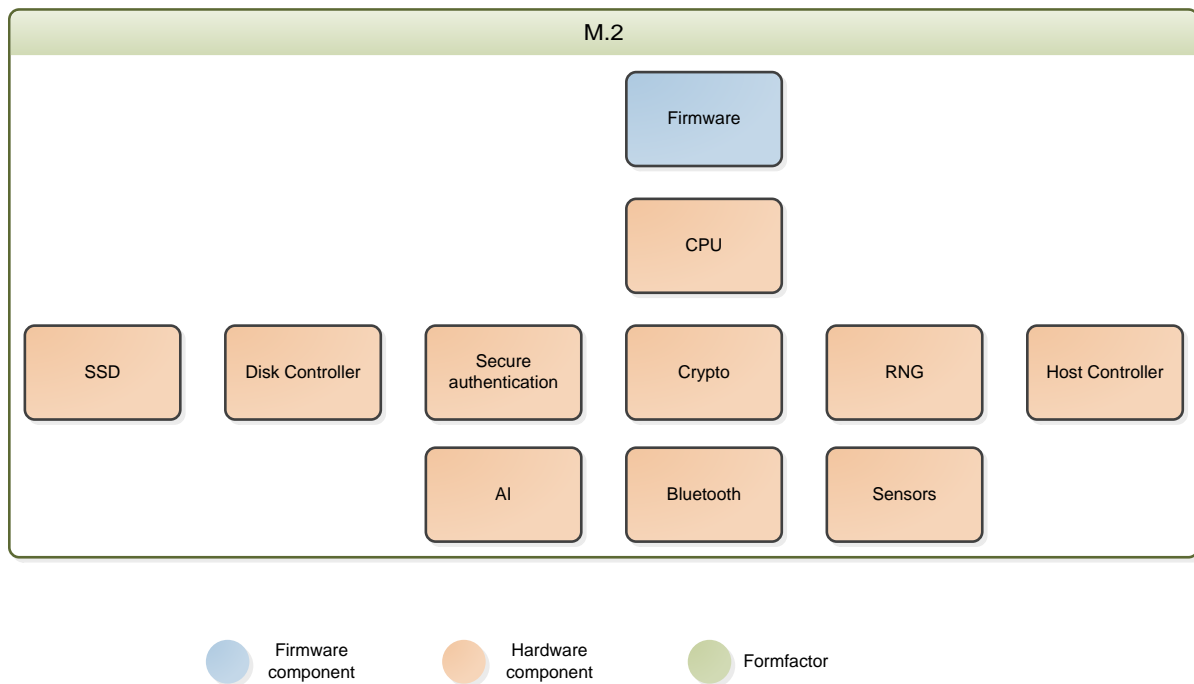 M.2
Firmware
CPU
SSD
Disk Controller
Secure
authentication
Crypto
RNG
Host Controller
AI
Bluetooth
Sensors
Firmware
component
Hardware
component
Formfactor